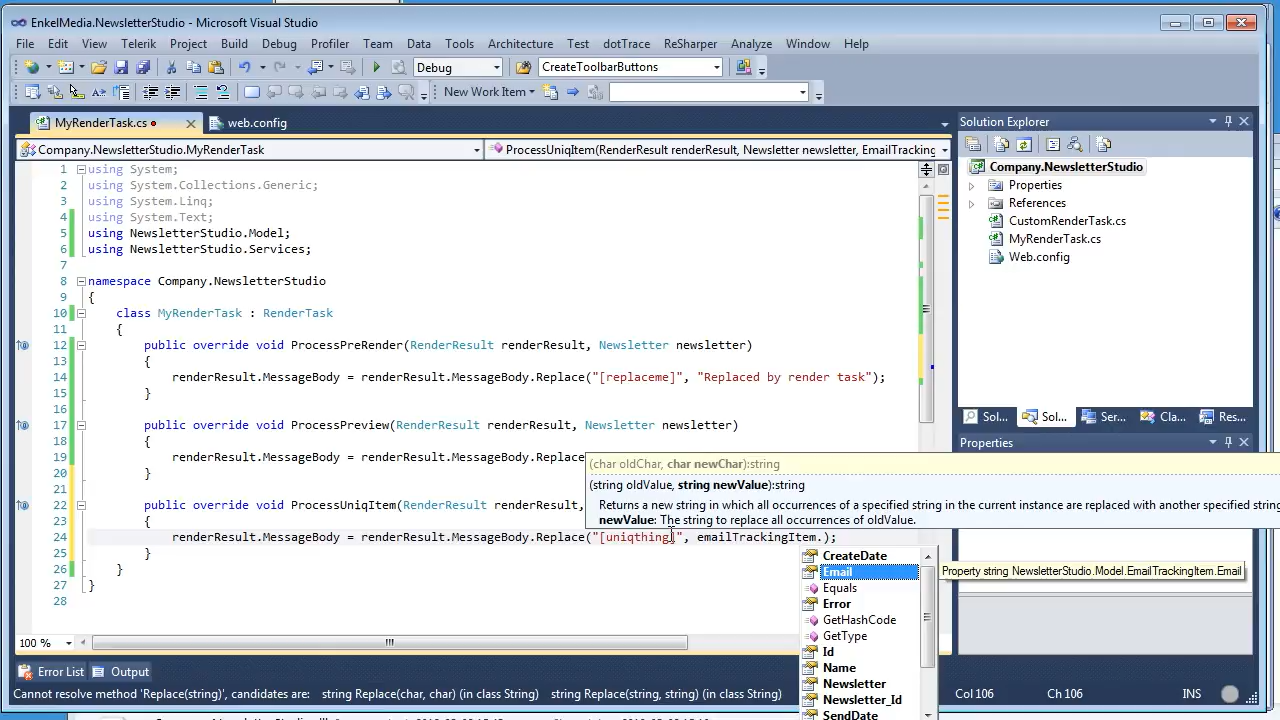 EnkelMedia.NewsletterStudio - Microsoft Visual Studio
File Edit View Telerik Project Build Debug Profiler Team Data Tools Architecture Test dotTrace ReSharper Analyze Window Help
Debug CreateToolbarButtons
New Work Item
MyRenderTask.cs web.config
Company.NewsletterStudio.MyRenderTask ProcessUniqItem(RenderResult renderResult, Newsletter newsletter, EmailTracking
1 using System;
2 using System.Collections.Generic;
3 using System.Linq;
4 using System.Text;
5 using NewsletterStudio.Model;
6 using NewsletterStudio.Services;
7
8 namespace Company.NewsletterStudio
9 {
10 class MyRenderTask : RenderTask
11 {
12 public override void ProcessPreRender(RenderResult renderResult, Newsletter newsletter)
13 {
14 renderResult.MessageBody = renderResult.MessageBody.Replace("[replaceme]", "Replaced by render task");
15 }
16
17 public override void ProcessPreview(RenderResult renderResult, Newsletter newsletter)
18 {
19 renderResult.MessageBody = renderResult.MessageBody.Replace
20 }
21
22 public override void ProcessUniqItem(RenderResult renderResult,
23 {
24 renderResult.MessageBody = renderResult.MessageBody.Replace("[uniqthing]", emailTrackingItem.);
25 }
26 }
27 }
28
(char oldChar, char newChar):string
(string oldValue, string newValue):string
Returns a new string in which all occurrences of a specified string in the current instance are replaced with another specified string
newValue: The string to replace all occurrences of oldValue.
CreateDate
Email
Equals
Error
GetHashCode
GetType
Id
Name
Newsletter
Newsletter_Id
SendDate
Property string NewsletterStudio.Model.EmailTrackingItem.Email
Solution Explorer
Company.NewsletterStudio
Properties
References
CustomRenderTask.cs
MyRenderTask.cs
Web.config
Sol... Sol... Ser... Cla... Res...
Properties
100 %
Error List Output
Cannot resolve method 'Replace(string)', candidates are: string Replace(char, char) (in class String) string Replace(string, string) (in class String)
Col 106 Ch 106 INS